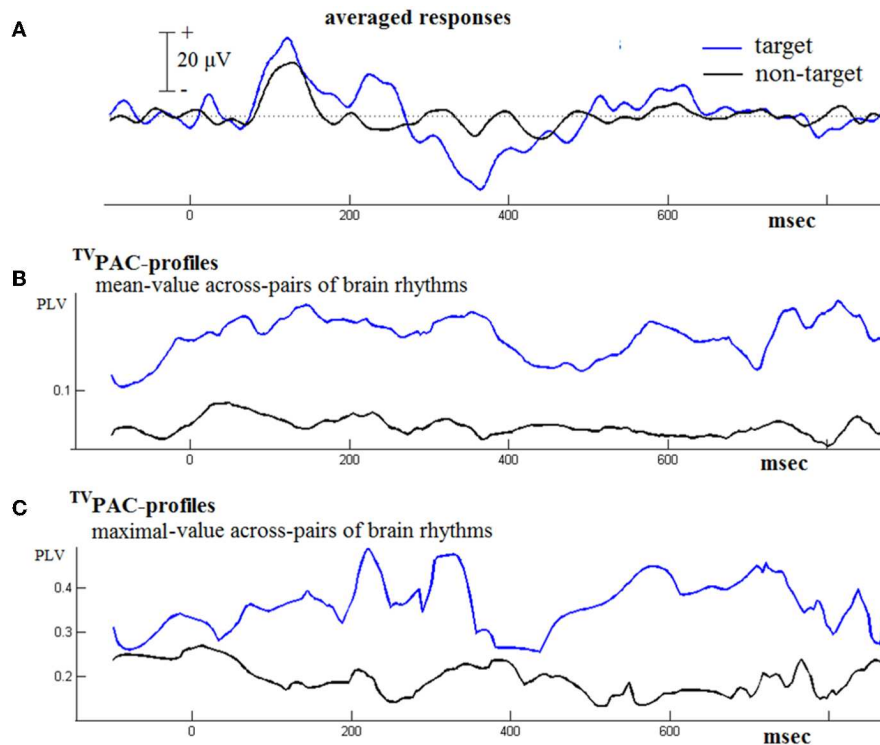 A
averaged responses
+
20 μV
-
target
non-target
0
200
400
600
msec
B
TVPAC-profiles
mean-value across-pairs of brain rhythms
PLV
0.1
0
200
400
600
msec
C
TVPAC-profiles
maximal-value across-pairs of brain rhythms
PLV
0.4
0.3
0.2
0
200
400
600
msec